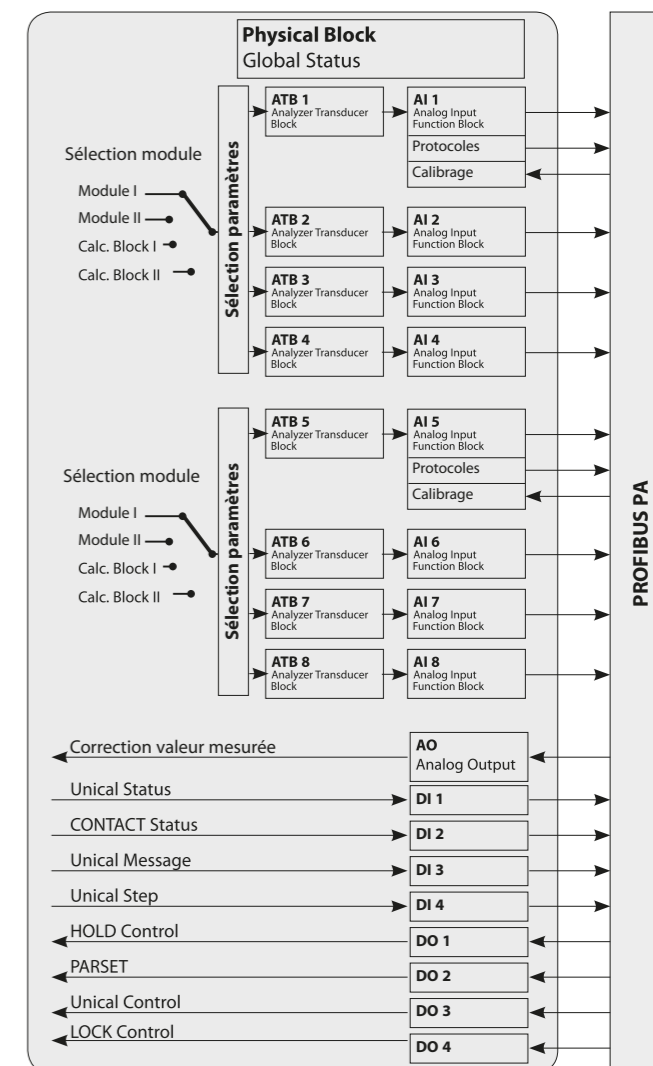 Physical Block
Global Status
Sélection module
Module I
Module II
Calc. Block I
Calc. Block II
Sélection paramètres
ATB 1
Analyzer Transducer
Block
AI 1
Analog Input
Function Block
Protocoles
Calibrage
ATB 2
Analyzer Transducer
Block
AI 2
Analog Input
Function Block
ATB 3
Analyzer Transducer
Block
AI 3
Analog Input
Function Block
ATB 4
Analyzer Transducer
Block
AI 4
Analog Input
Function Block
Sélection module
Module I
Module II
Calc. Block I
Calc. Block II
Sélection paramètres
ATB 5
Analyzer Transducer
Block
AI 5
Analog Input
Function Block
Protocoles
Calibrage
ATB 6
Analyzer Transducer
Block
AI 6
Analog Input
Function Block
ATB 7
Analyzer Transducer
Block
AI 7
Analog Input
Function Block
ATB 8
Analyzer Transducer
Block
AI 8
Analog Input
Function Block
PROFIBUS PA
Correction valeur mesurée
AO
Analog Output
Unical Status
DI 1
CONTACT Status
DI 2
Unical Message
DI 3
Unical Step
DI 4
HOLD Control
DO 1
PARSET
DO 2
Unical Control
DO 3
LOCK Control
DO 4